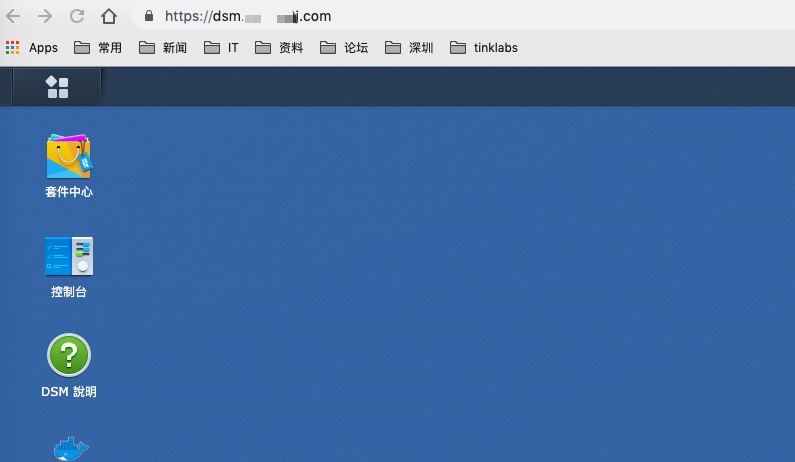 https://dsm.
.com
Apps 常用 新闻 IT 资料 论坛 深圳 tinklabs
套件中心
控制台
DSM 說明